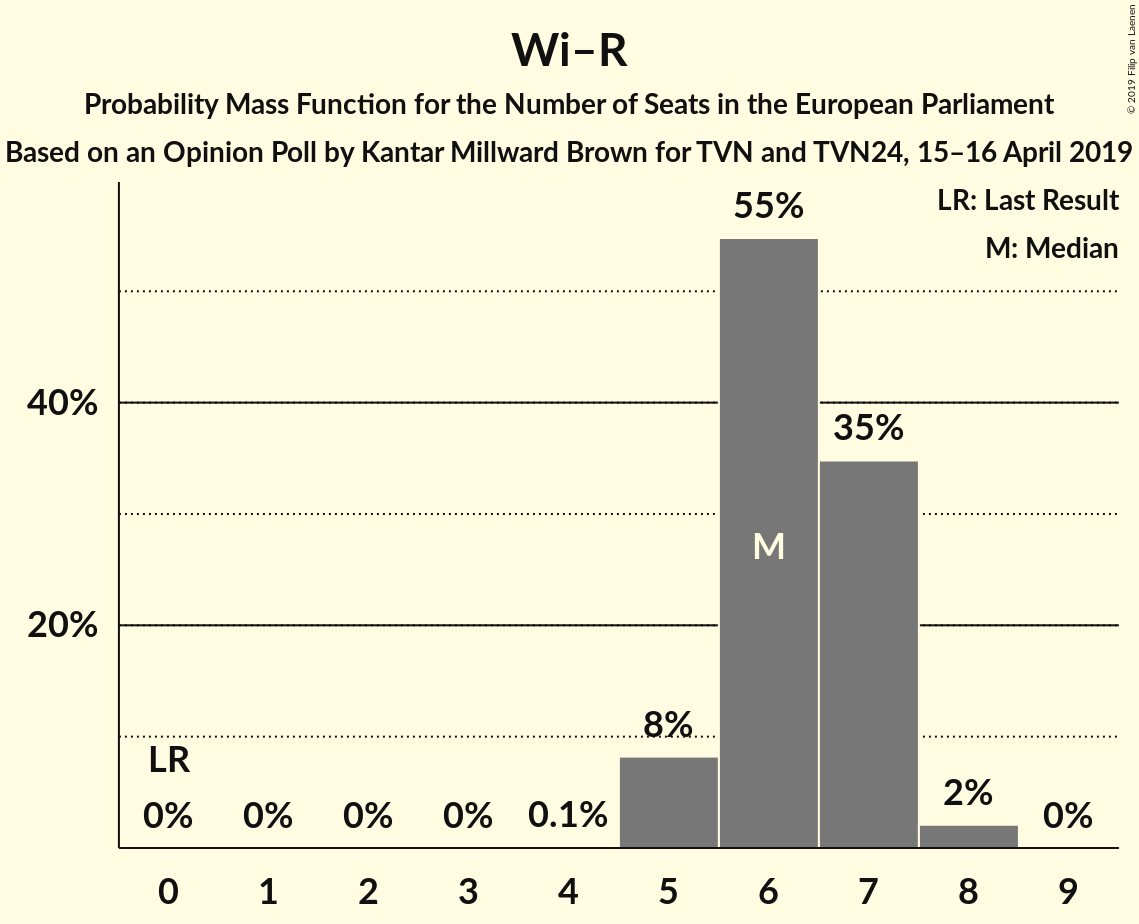 Wi–R
Probability Mass Function for the Number of Seats in the European Parliament
Based on an Opinion Poll by Kantar Millward Brown for TVN and TVN24, 15–16 April 2019
© 2019 Filip van Laenen
LR: Last Result
M: Median
55%
40%
35%
M
20%
8%
LR
2%
0% 0% 0% 0% 0.1% 0%
0 1 2 3 4 5 6 7 8 9